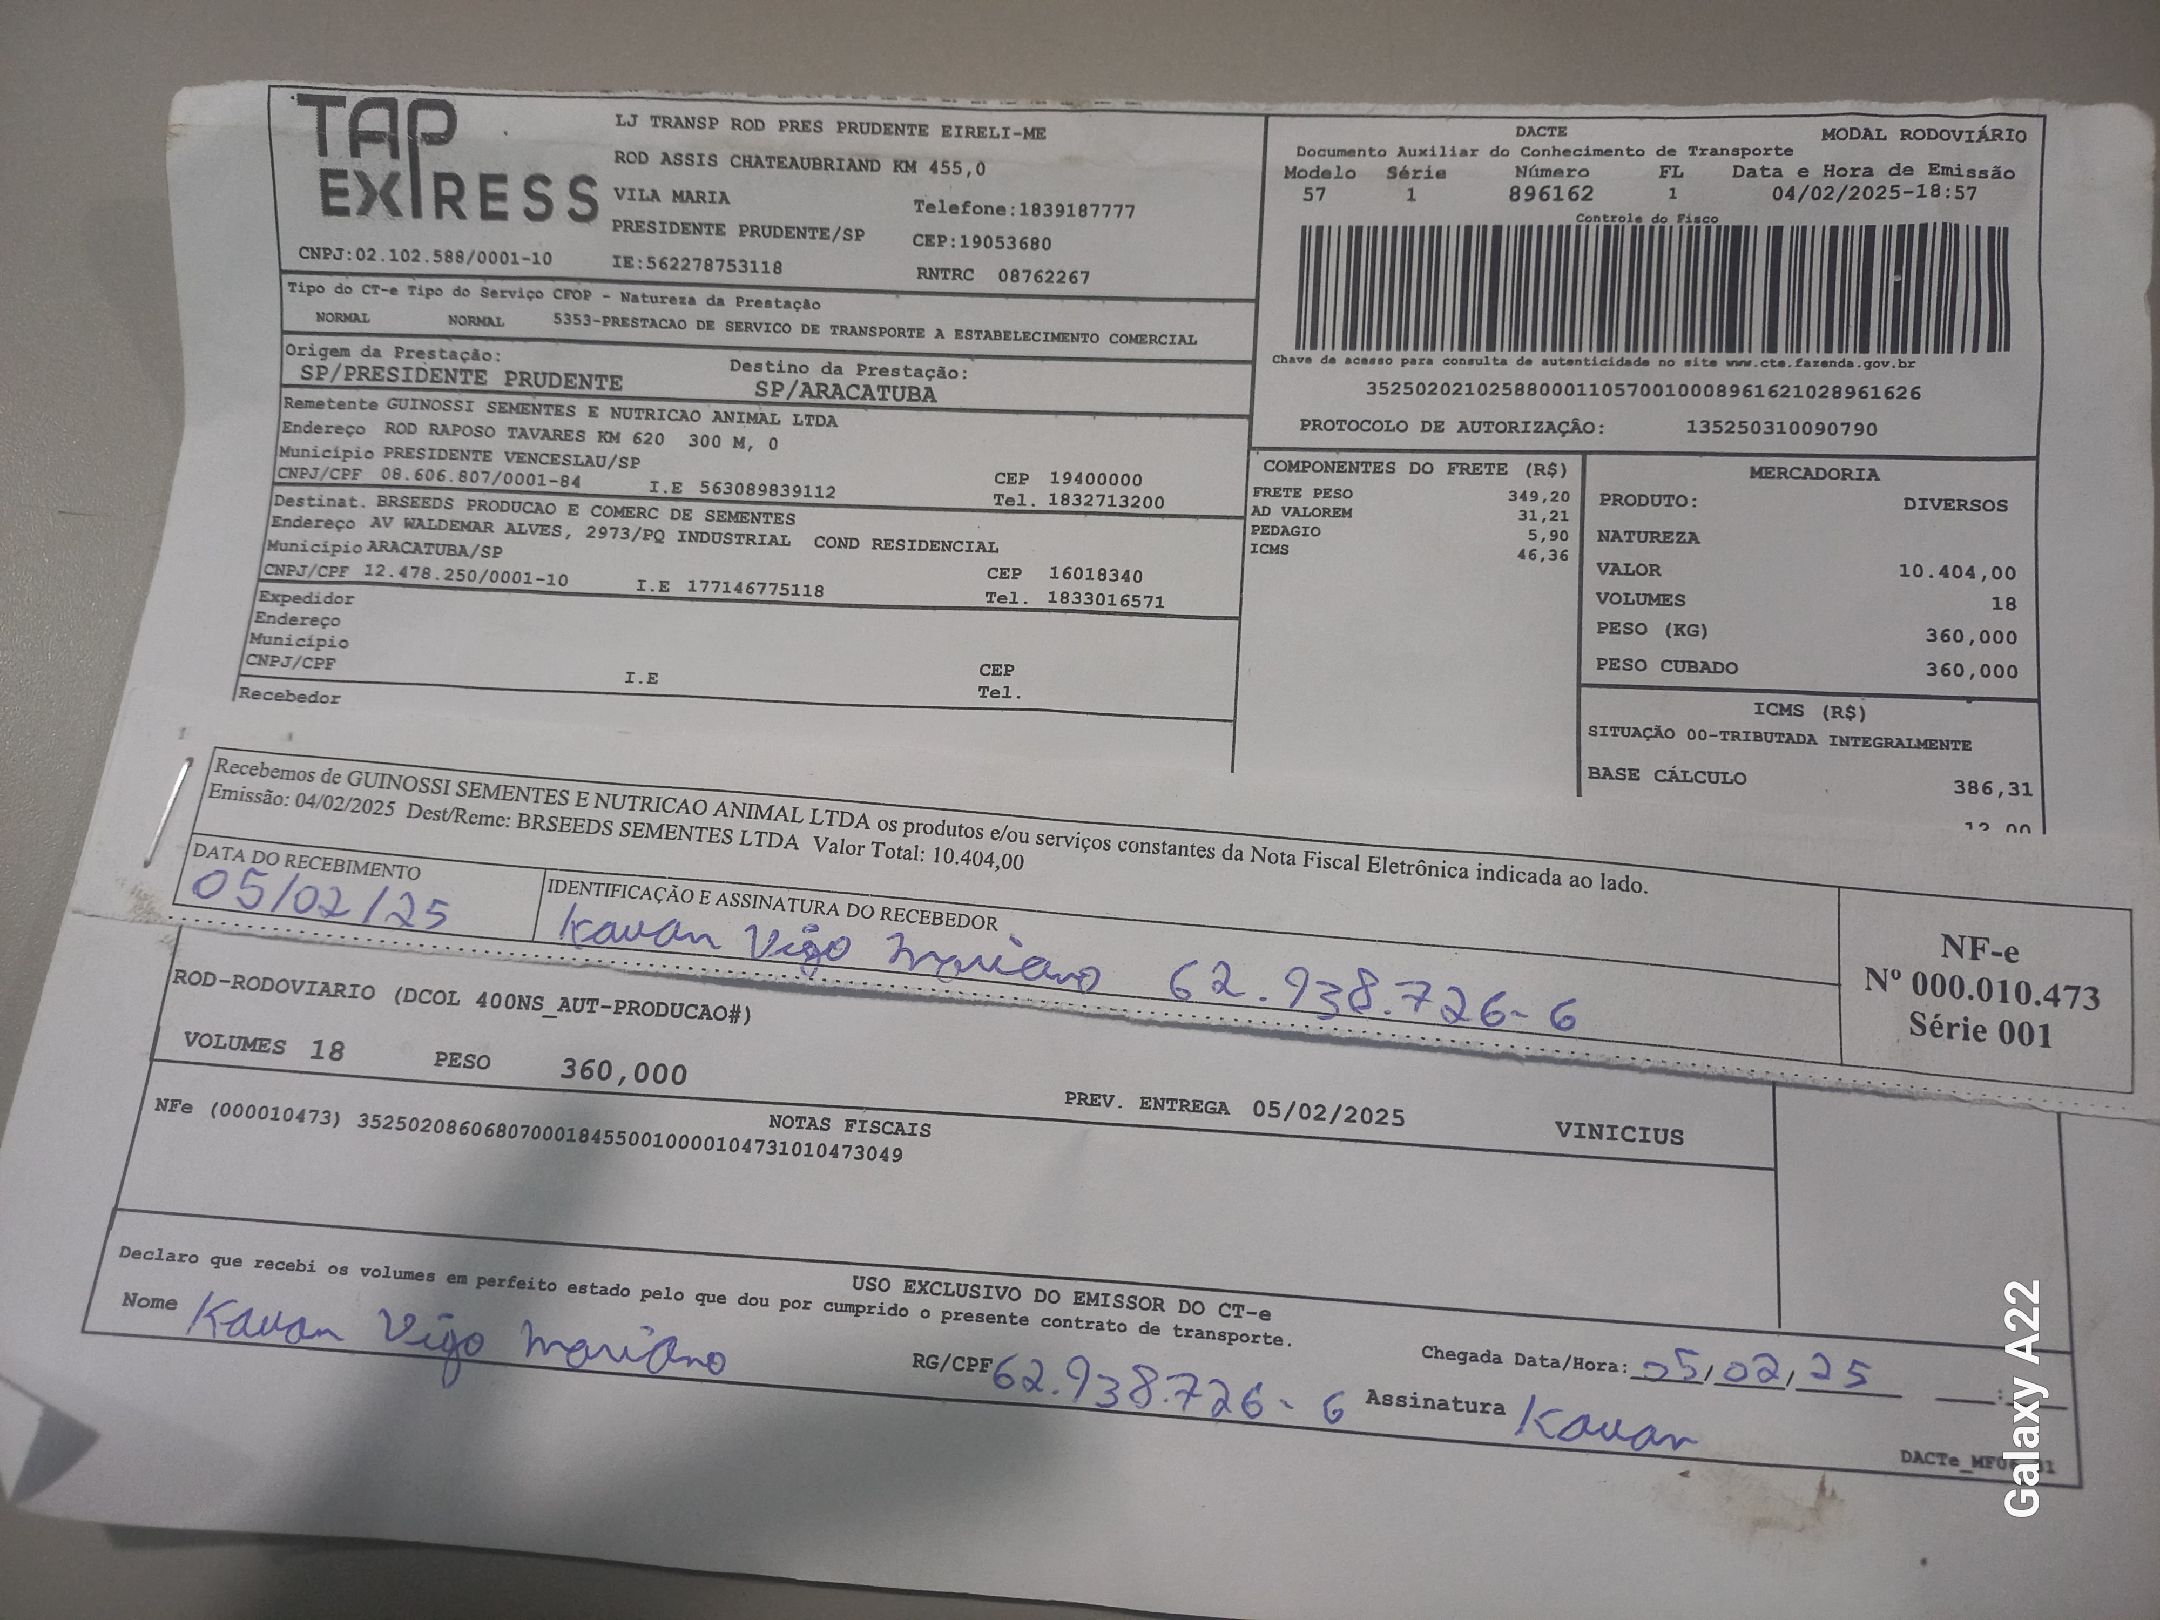 TAP EXPRESS
LJ TRANSP ROD PRES PRUDENTE EIRELI-ME
ROD ASSIS CHATEAUBRIAND KM 455,0
VILA MARIA
Telefone:1839187777
PRESIDENTE PRUDENTE/SP
CEP:19053680
CNPJ:02.102.588/0001-10
IE:562278753118
RNTRC 08762267
DACTE
MODAL RODOVIÁRIO
Documento Auxiliar do Conhecimento de Transporte
Modelo Série Número FL Data e Hora de Emissão
57 1 896162 1 04/02/2025-18:57
Controle do Fisco
Chave de acesso para consulta de autenticidade no site www.cte.fazenda.gov.br
35250202102588000110570010008961621028961626
PROTOCOLO DE AUTORIZAÇÂO: 135250310090790
Tipo do CT-e Tipo do Serviço CFOP - Natureza da Prestação
NORMAL NORMAL 5353-PRESTACAO DE SERVICO DE TRANSPORTE A ESTABELECIMENTO COMERCIAL
Origem da Prestação: Destino da Prestação:
SP/PRESIDENTE PRUDENTE SP/ARACATUBA
Remetente GUINOSSI SEMENTES E NUTRICAO ANIMAL LTDA
Endereço ROD RAPOSO TAVARES KM 620 300 M, 0
Município PRESIDENTE VENCESLAU/SP CEP 19400000
CNPJ/CPF 08.606.807/0001-84 I.E 563089839112 Tel. 1832713200
Destinat. BRSEEDS PRODUCAO E COMERC DE SEMENTES
Endereço AV WALDEMAR ALVES, 2973/PQ INDUSTRIAL COND RESIDENCIAL
Município ARACATUBA/SP CEP 16018340
CNPJ/CPF 12.478.250/0001-10 I.E 177146775118 Tel. 1833016571
Expedidor
Endereço
Município CEP
CNPJ/CPF I.E Tel.
Recebedor
COMPONENTES DO FRETE (R$)
FRETE PESO 349,20
AD VALOREM 31,21
PEDAGIO 5,90
ICMS 46,36
MERCADORIA
PRODUTO: DIVERSOS
NATUREZA
VALOR 10.404,00
VOLUMES 18
PESO (KG) 360,000
PESO CUBADO 360,000
ICMS (R$)
SITUAÇÃO 00-TRIBUTADA INTEGRALMENTE
BASE CÁLCULO 386,31
12,00
Recebemos de GUINOSSI SEMENTES E NUTRICAO ANIMAL LTDA os produtos e/ou serviços constantes da Nota Fiscal Eletrônica indicada ao lado.
Emissão: 04/02/2025 Dest/Reme: BRSEEDS SEMENTES LTDA Valor Total: 10.404,00
DATA DO RECEBIMENTO IDENTIFICAÇÃO E ASSINATURA DO RECEBEDOR
05/02/25 Kauan Vigo Mariano 62.938.726-6
NF-e
Nº 000.010.473
Série 001
ROD-RODOVIARIO (DCOL 400NS_AUT-PRODUCAO#)
VOLUMES 18 PESO 360,000 PREV. ENTREGA 05/02/2025 VINICIUS
NOTAS FISCAIS
NFe (000010473) 35250208606807000184550010000104731010473049
USO EXCLUSIVO DO EMISSOR DO CT-e
Declaro que recebi os volumes em perfeito estado pelo que dou por cumprido o presente contrato de transporte.
Chegada Data/Hora: 05/02/25 __:__
Nome Kauan Vigo Mariano RG/CPF 62.938.726-6 Assinatura Kauan
Galaxy A22